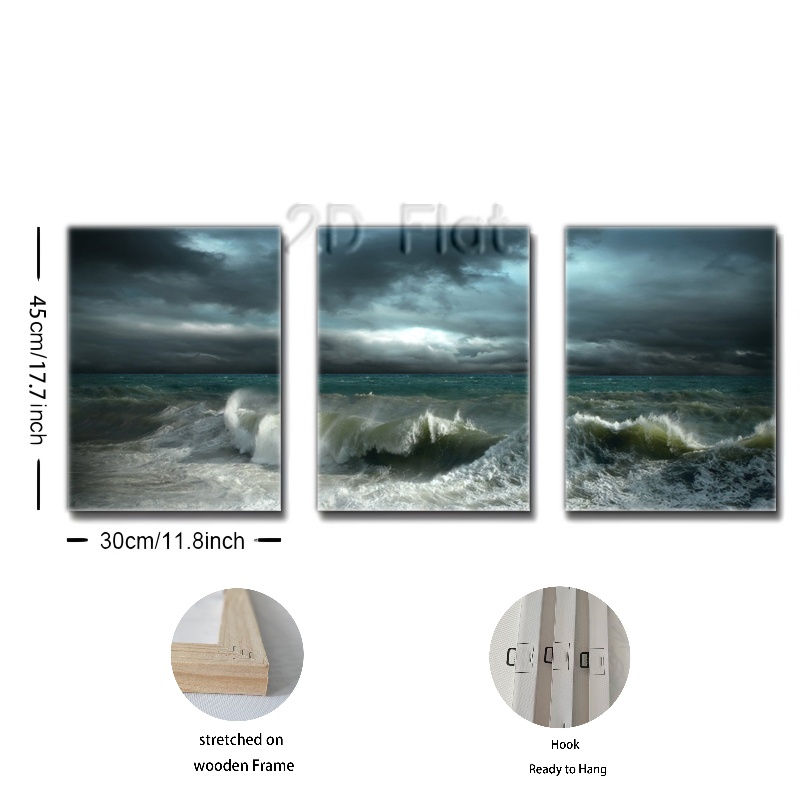 2D Flat
45cm/17.7inch
30cm/11.8inch
stretched on
wooden Frame
Hook
Ready to Hang